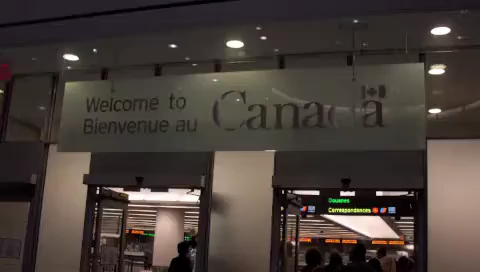 Welcome to
Bienvenue au
Canada
Douanes
Correspondances